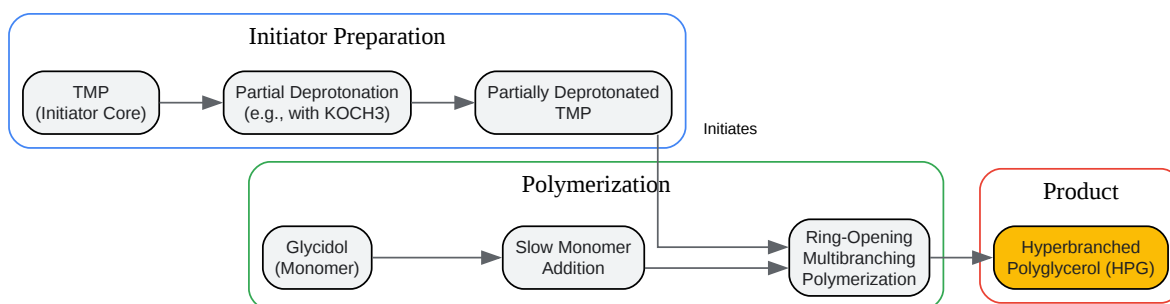 Initiator Preparation
TMP
(Initiator Core)
Partial Deprotonation
(e.g., with KOCH3)
Partially Deprotonated
TMP
Initiates
Polymerization
Glycidol
(Monomer)
Slow Monomer
Addition
Ring-Opening
Multibranching
Polymerization
Product
Hyperbranched
Polyglycerol (HPG)